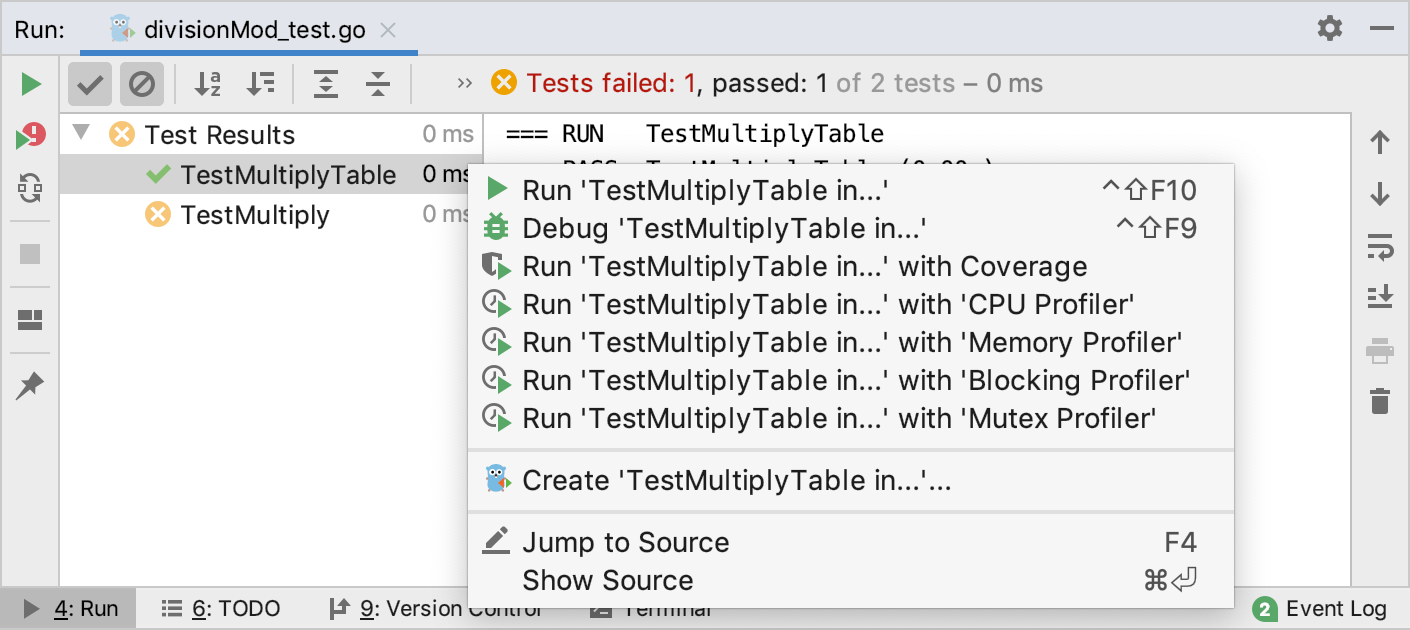 Run: divisionMod_test.go
Tests failed: 1, passed: 1 of 2 tests – 0 ms
Test Results 0 ms
TestMultiplyTable 0 ms
TestMultiply 0 ms
=== RUN TestMultiplyTable
Run 'TestMultiplyTable in...' ^⇧F10
Debug 'TestMultiplyTable in...' ^⇧F9
Run 'TestMultiplyTable in...' with Coverage
Run 'TestMultiplyTable in...' with 'CPU Profiler'
Run 'TestMultiplyTable in...' with 'Memory Profiler'
Run 'TestMultiplyTable in...' with 'Blocking Profiler'
Run 'TestMultiplyTable in...' with 'Mutex Profiler'
Create 'TestMultiplyTable in...'...
Jump to Source F4
Show Source ⌘⏎
4: Run 6: TODO 9: Version Control Terminal 2 Event Log